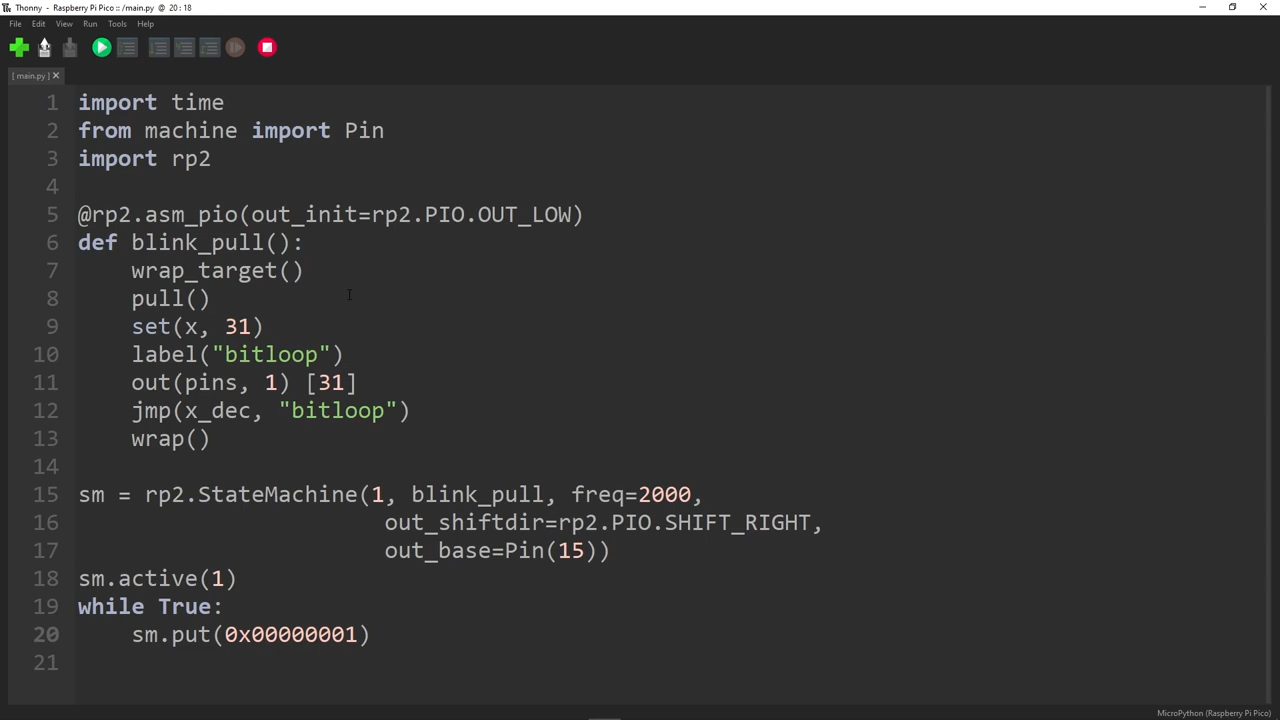 Thonny - Raspberry Pi Pico :: /main.py @ 20 : 18
File Edit View Run Tools Help
[ main.py ] ×
1 import time
2 from machine import Pin
3 import rp2
4
5 @rp2.asm_pio(out_init=rp2.PIO.OUT_LOW)
6 def blink_pull():
7     wrap_target()
8     pull()
9     set(x, 31)
10     label("bitloop")
11     out(pins, 1) [31]
12     jmp(x_dec, "bitloop")
13     wrap()
14
15 sm = rp2.StateMachine(1, blink_pull, freq=2000,
16                        out_shiftdir=rp2.PIO.SHIFT_RIGHT,
17                        out_base=Pin(15))
18 sm.active(1)
19 while True:
20     sm.put(0x00000001)
21
MicroPython (Raspberry Pi Pico)